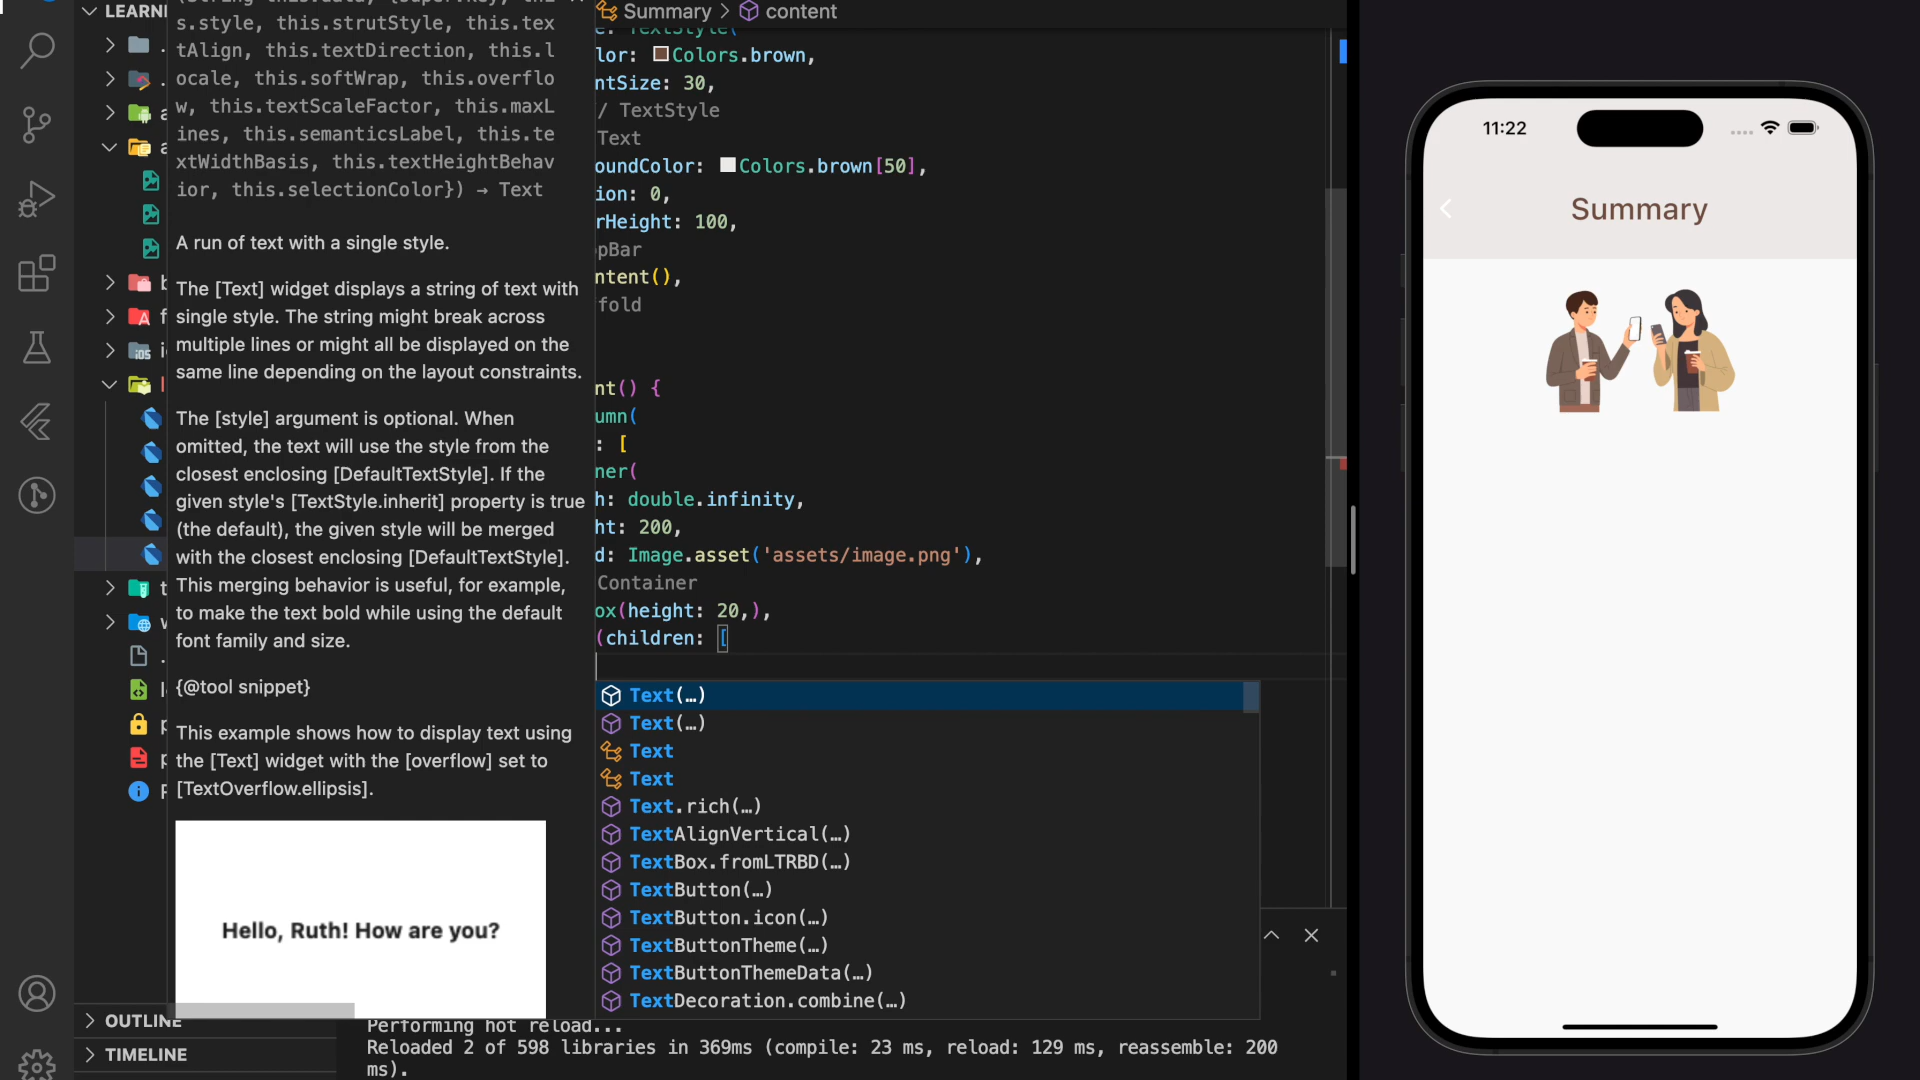 LEARNI
s.style, this.strutStyle, this.tex
tAlign, this.textDirection, this.l
ocale, this.softWrap, this.overflo
w, this.textScaleFactor, this.maxL
ines, this.semanticsLabel, this.te
xtWidthBasis, this.textHeightBehav
ior, this.selectionColor}) → Text
A run of text with a single style.
The [Text] widget displays a string of text with
single style. The string might break across
multiple lines or might all be displayed on the
same line depending on the layout constraints.
The [style] argument is optional. When
omitted, the text will use the style from the
closest enclosing [DefaultTextStyle]. If the
given style's [TextStyle.inherit] property is true
(the default), the given style will be merged
with the closest enclosing [DefaultTextStyle].
This merging behavior is useful, for example,
to make the text bold while using the default
font family and size.
{@tool snippet}
This example shows how to display text using
the [Text] widget with the [overflow] set to
[TextOverflow.ellipsis].
Hello, Ruth! How are you?
OUTLINE
TIMELINE
Summary > content
e: TextStyle(
lor: Colors.brown,
ntSize: 30,
/ TextStyle
Text
oundColor: Colors.brown[50],
ion: 0,
rHeight: 100,
pBar
ntent(),
fold
nt() {
umn(
: [
ner(
h: double.infinity,
ht: 200,
d: Image.asset('assets/image.png'),
Container
ox(height: 20,),
(children: [
Text(…)
Text(…)
Text
Text
Text.rich(…)
TextAlignVertical(…)
TextBox.fromLTRBD(…)
TextButton(…)
TextButton.icon(…)
TextButtonTheme(…)
TextButtonThemeData(…)
TextDecoration.combine(…)
Performing hot reload...
Reloaded 2 of 598 libraries in 369ms (compile: 23 ms, reload: 129 ms, reassemble: 200
ms).
11:22
Summary